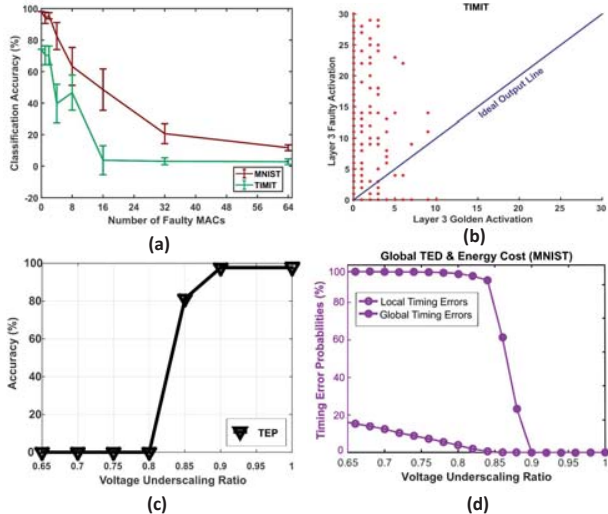 100
80
60
40
20
0
-20
Classification Accuracy (%)
MNIST
TIMIT
0 8 16 24 32 40 48 56 64
Number of Faulty MACs
(a)
TIMIT
30
25
20
15
10
5
0
Layer 3 Faulty Activation
Ideal Output Line
0 5 10 15 20 25 30
Layer 3 Golden Activation
(b)
100
80
60
40
20
0
Accuracy (%)
TEP
0.65 0.7 0.75 0.8 0.85 0.9 0.95 1
Voltage Underscaling Ratio
(c)
Global TED & Energy Cost (MNIST)
100
80
60
40
20
0
Timing Error Probabilities (%)
Local Timing Errors
Global Timing Errors
0.65 0.7 0.75 0.8 0.85 0.9 0.95 1
Voltage Underscaling Ratio
(d)